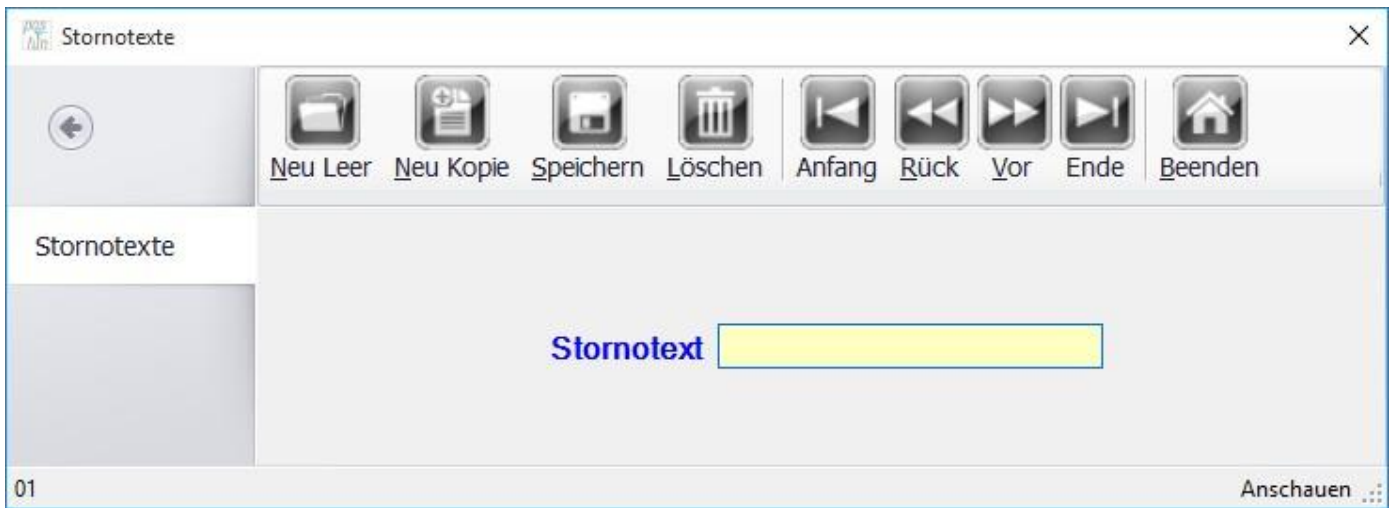 Stornotexte
Neu Leer Neu Kopie Speichern Löschen Anfang Rück Vor Ende Beenden
Stornotexte
Stornotext
01 Anschauen